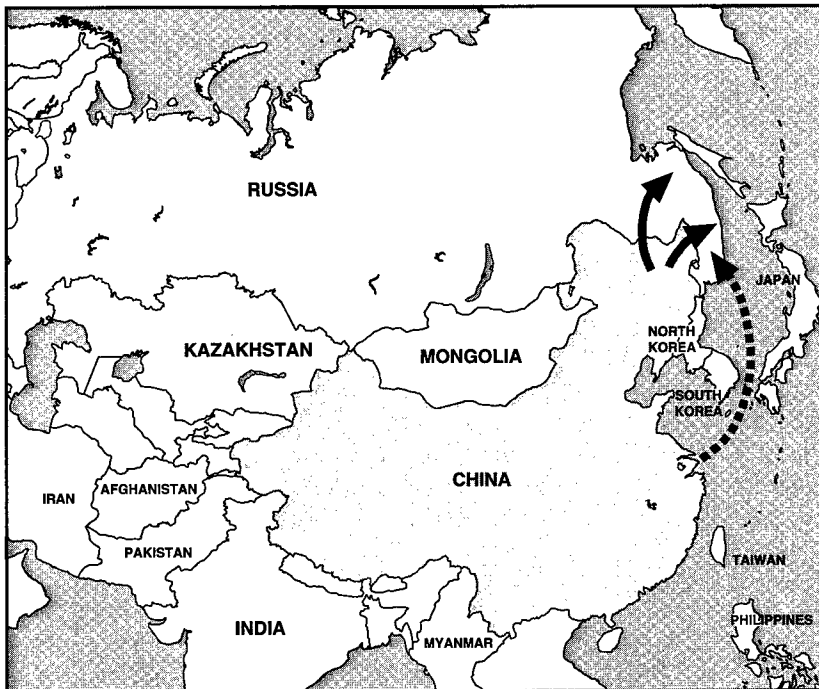 RUSSIA
JAPAN
KAZAKHSTAN
MONGOLIA
NORTH
KOREA
SOUTH
KOREA
CHINA
IRAN
AFGHANISTAN
PAKISTAN
TAIWAN
INDIA
MYANMAR
PHILIPPINES